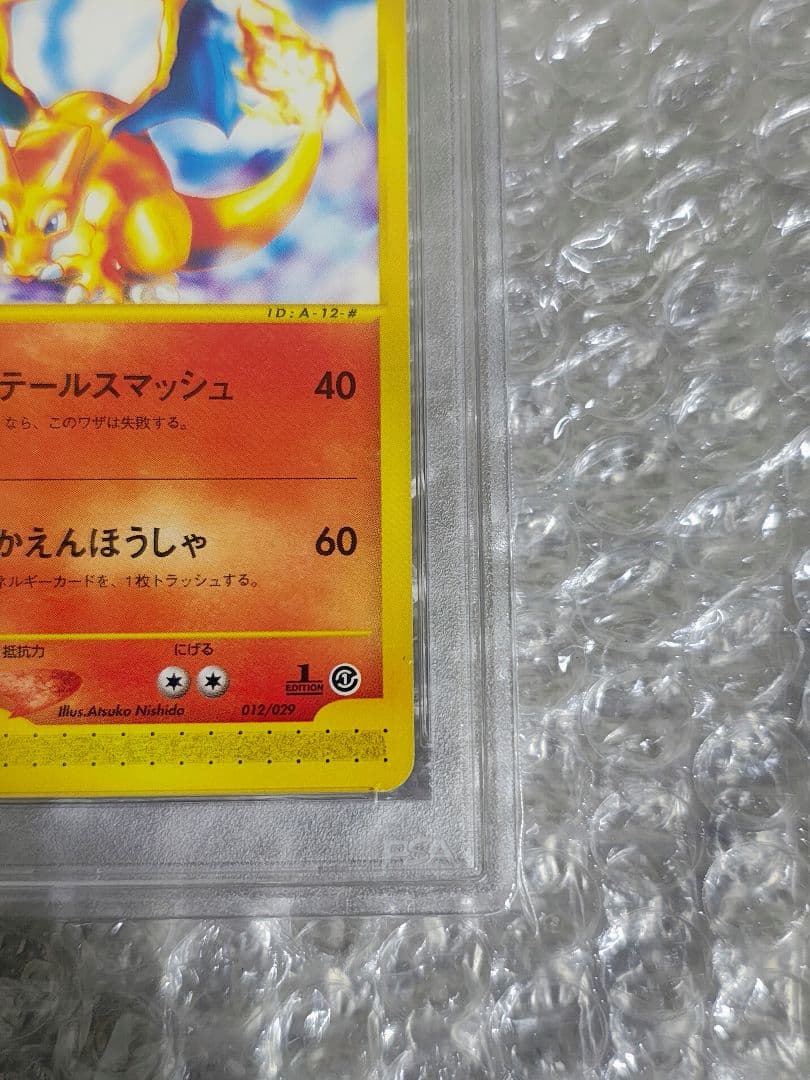 ID:A-12-#
テールスマッシュ 40
なら、このワザは失敗する。
かえんほうしゃ 60
ネルギーカードを、1枚トラッシュする。
抵抗力 にげる
1 EDITION
Illus.Atsuko Nishida 012/029
PSA